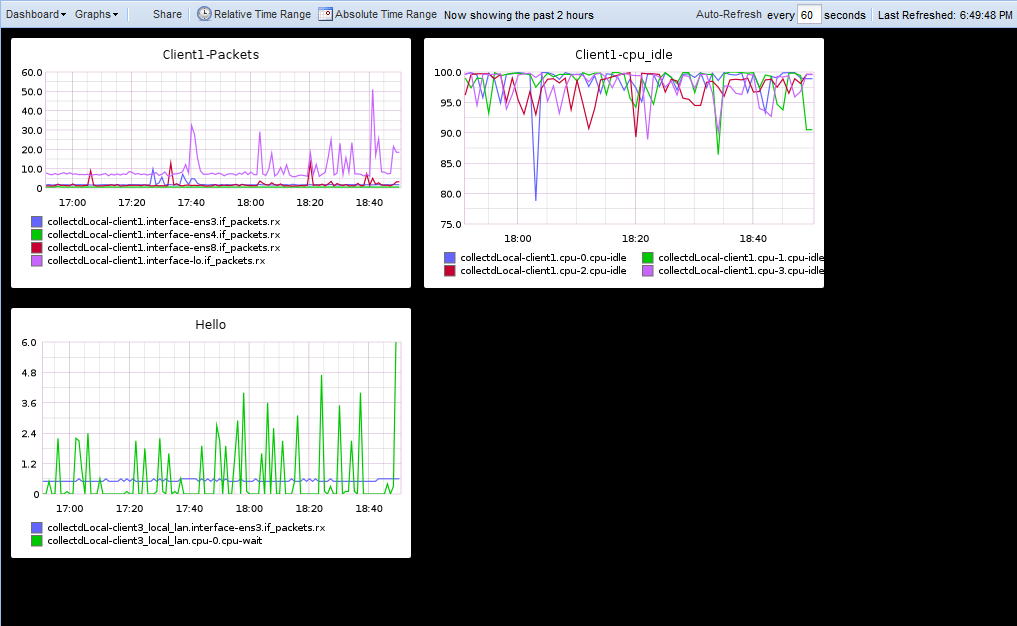 Dashboard Graphs Share Relative Time Range Absolute Time Range Now showing the past 2 hours Auto-Refresh every 60 seconds Last Refreshed: 6:49:48 PM
Client1-Packets
60.0
50.0
40.0
30.0
20.0
10.0
0
17:00 17:20 17:40 18:00 18:20 18:40
collectdLocal-client1.interface-ens3.if_packets.rx
collectdLocal-client1.interface-ens4.if_packets.rx
collectdLocal-client1.interface-ens8.if_packets.rx
collectdLocal-client1.interface-lo.if_packets.rx
Client1-cpu_idle
100.0
95.0
90.0
85.0
80.0
75.0
18:00 18:20 18:40
collectdLocal-client1.cpu-0.cpu-idle collectdLocal-client1.cpu-1.cpu-idle
collectdLocal-client1.cpu-2.cpu-idle collectdLocal-client1.cpu-3.cpu-idle
Hello
6.0
4.8
3.6
2.4
1.2
0
17:00 17:20 17:40 18:00 18:20 18:40
collectdLocal-client3_local_lan.interface-ens3.if_packets.rx
collectdLocal-client3_local_lan.cpu-0.cpu-wait